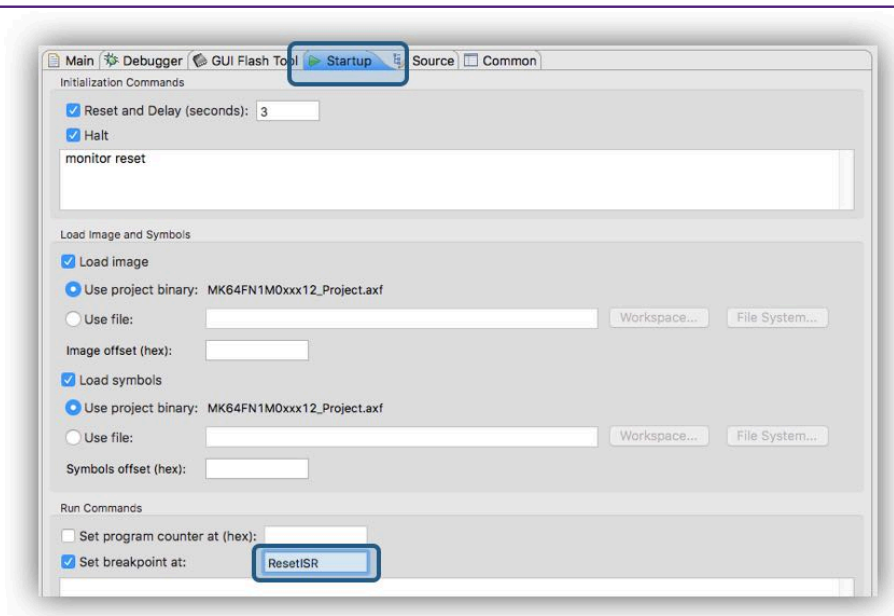 Main Debugger GUI Flash Tool Startup Source Common
Initialization Commands
Reset and Delay (seconds): 3
Halt
monitor reset
Load Image and Symbols
Load image
Use project binary: MK64FN1M0xxx12_Project.axf
Use file: Workspace... File System...
Image offset (hex):
Load symbols
Use project binary: MK64FN1M0xxx12_Project.axf
Use file: Workspace... File System...
Symbols offset (hex):
Run Commands
Set program counter at (hex):
Set breakpoint at: ResetISR